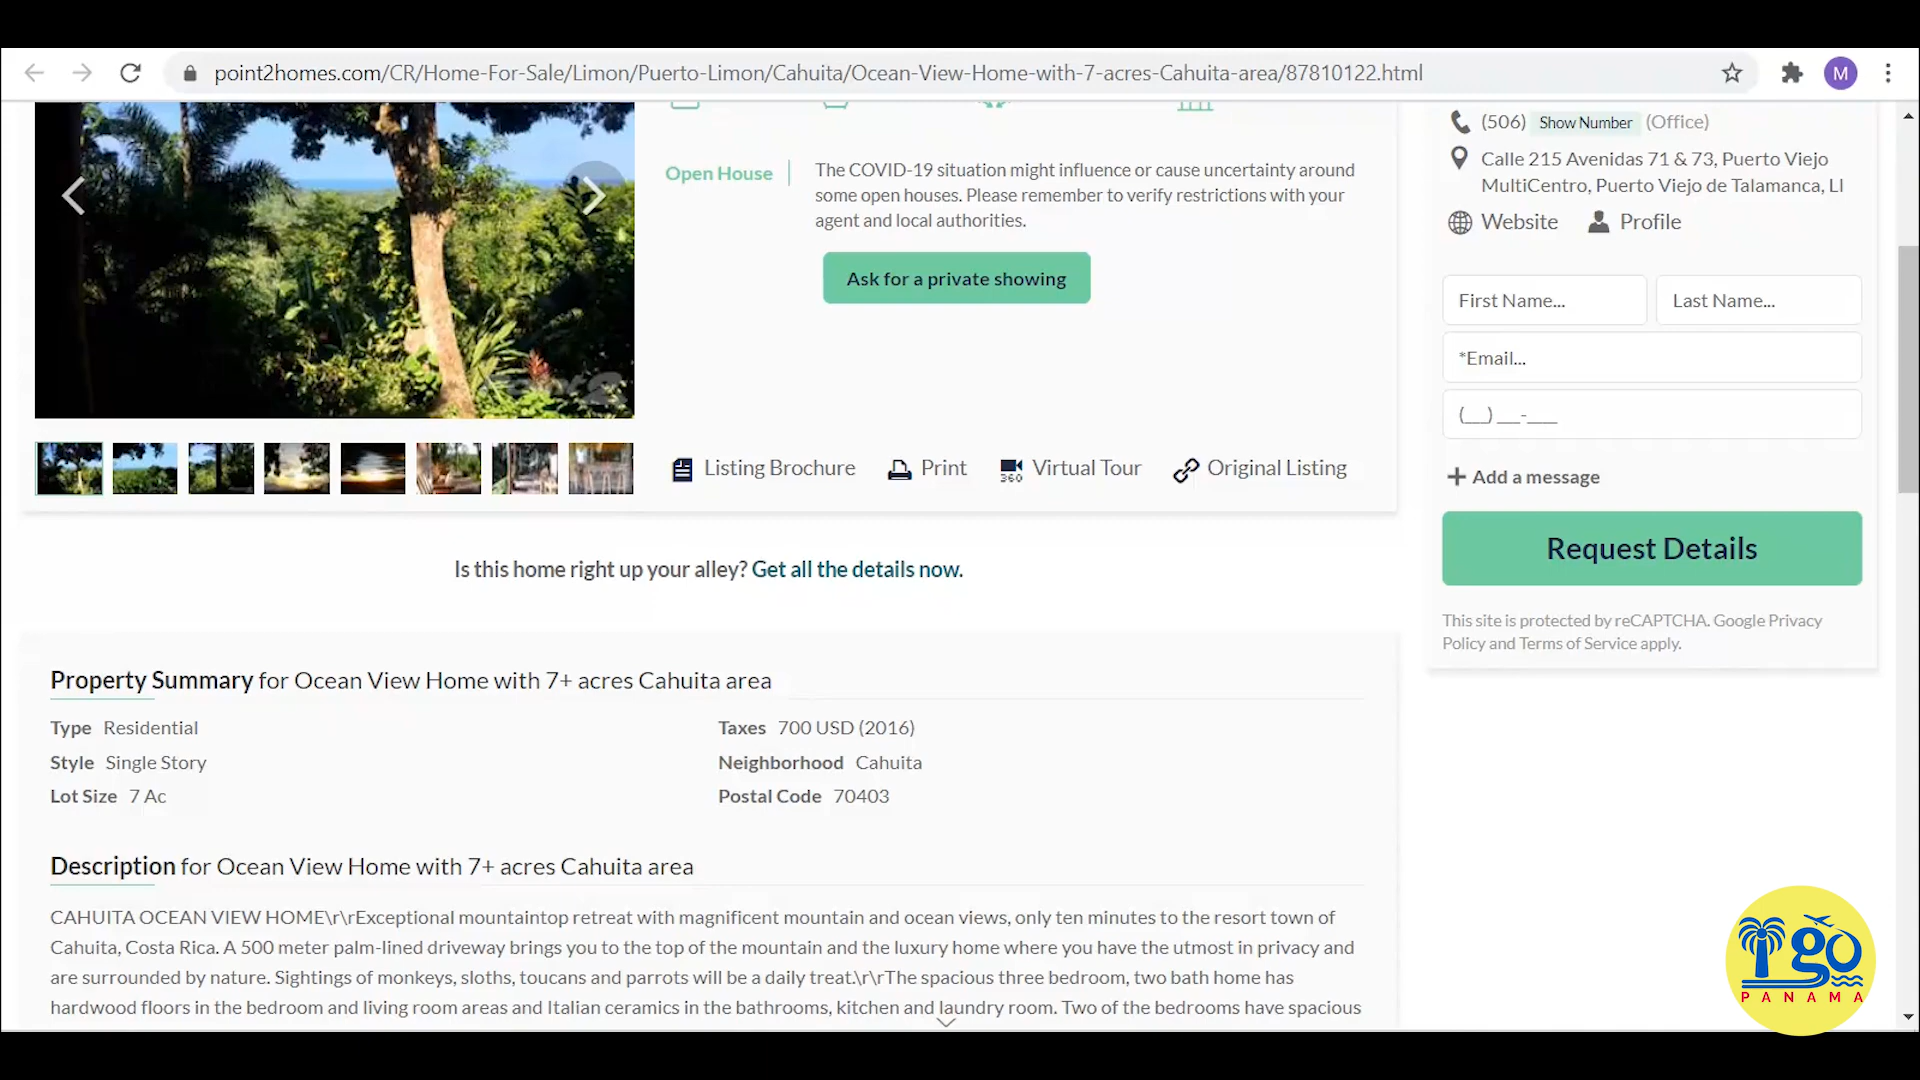 point2homes.com/CR/Home-For-Sale/Limon/Puerto-Limon/Cahuita/Ocean-View-Home-with-7-acres-Cahuita-area/87810122.html
M
Open House
The COVID-19 situation might influence or cause uncertainty around
some open houses. Please remember to verify restrictions with your
agent and local authorities.
Ask for a private showing
Listing Brochure
Print
360
Virtual Tour
Original Listing
(506) Show Number (Office)
Calle 215 Avenidas 71 & 73, Puerto Viejo
MultiCentro, Puerto Viejo de Talamanca, LI
Website
Profile
First Name...
Last Name...
*Email...
(___) ___-____
Add a message
Request Details
This site is protected by reCAPTCHA. Google Privacy
Policy and Terms of Service apply.
Is this home right up your alley? Get all the details now.
Property Summary for Ocean View Home with 7+ acres Cahuita area
Type Residential
Taxes 700 USD (2016)
Style Single Story
Neighborhood Cahuita
Lot Size 7 Ac
Postal Code 70403
Description for Ocean View Home with 7+ acres Cahuita area
CAHUITA OCEAN VIEW HOME\r\rExceptional mountaintop retreat with magnificent mountain and ocean views, only ten minutes to the resort town of
Cahuita, Costa Rica. A 500 meter palm-lined driveway brings you to the top of the mountain and the luxury home where you have the utmost in privacy and
are surrounded by nature. Sightings of monkeys, sloths, toucans and parrots will be a daily treat.\r\rThe spacious three bedroom, two bath home has
hardwood floors in the bedroom and living room areas and Italian ceramics in the bathrooms, kitchen and laundry room. Two of the bedrooms have spacious
go
PANAMA